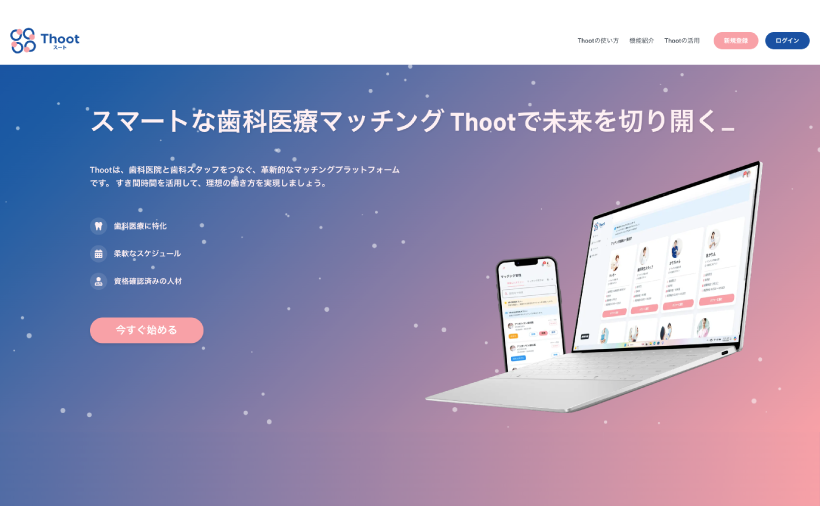 Thoot
スート
Thootの使い方 機能紹介 Thootの活用 新規登録 ログイン
スマートな歯科医療マッチング Thootで未来を切り開く_
Thootは、歯科医院と歯科スタッフをつなぐ、革新的なマッチングプラットフォーム
です。 すき間時間を活用して、理想の働き方を実現しましょう。
歯科医療に特化
柔軟なスケジュール
資格確認済みの人材
今すぐ始める